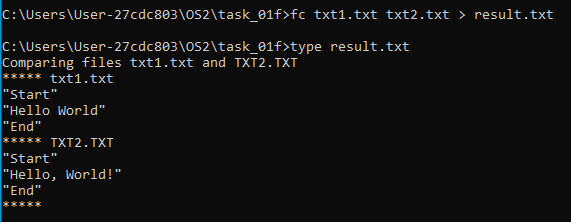 C:\Users\User-27cdc803\OS2\task_01f>fc txt1.txt txt2.txt > result.txt
C:\Users\User-27cdc803\OS2\task_01f>type result.txt
Comparing files txt1.txt and TXT2.TXT
***** txt1.txt
"Start"
"Hello World"
"End"
***** TXT2.TXT
"Start"
"Hello, World!"
"End"
*****